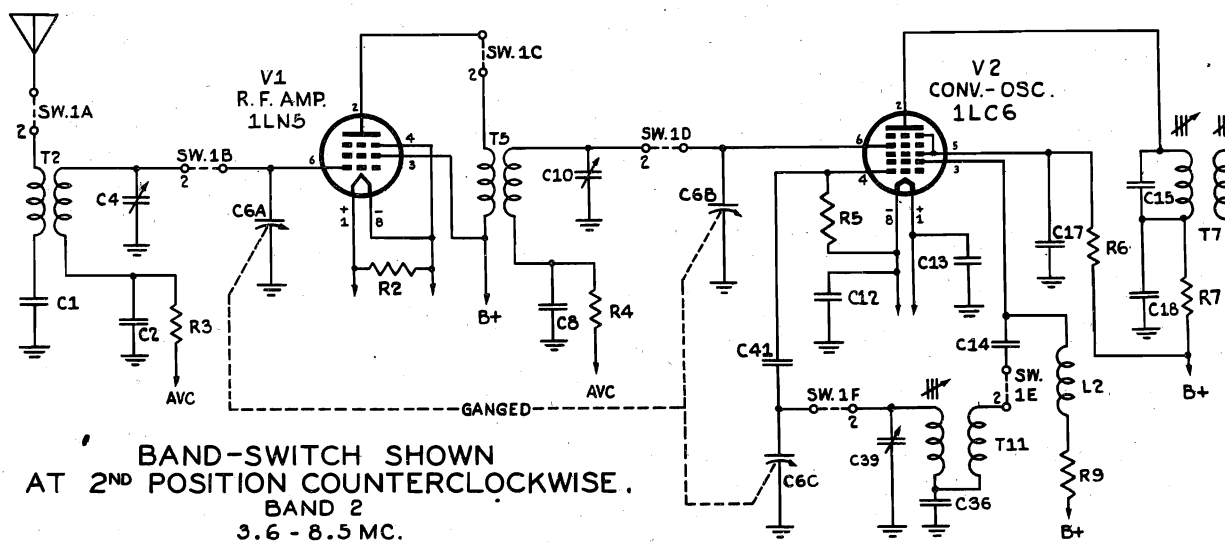 SW.1A
2
T2
C4
C1
C2
R3
AVC
SW.1B
2
C6A
V1
R.F. AMP.
1LN5
2
4
3
6
+
1
–
8
R2
SW.1C
2
T5
B+
C10
C8
R4
AVC
SW.1D
2
C6B
V2
CONV.-OSC.
1LC6
2
6
5
3
4
–
8
+
1
R5
C12
C13
C17
R6
C15
T7
C18
R7
B+
C14
SW.
1E
2
L2
R9
B+
C41
SW.1F
2
C39
T11
C36
C6C
GANGED
BAND-SWITCH SHOWN
AT 2ND POSITION COUNTERCLOCKWISE.
BAND 2
3.6 - 8.5 MC.